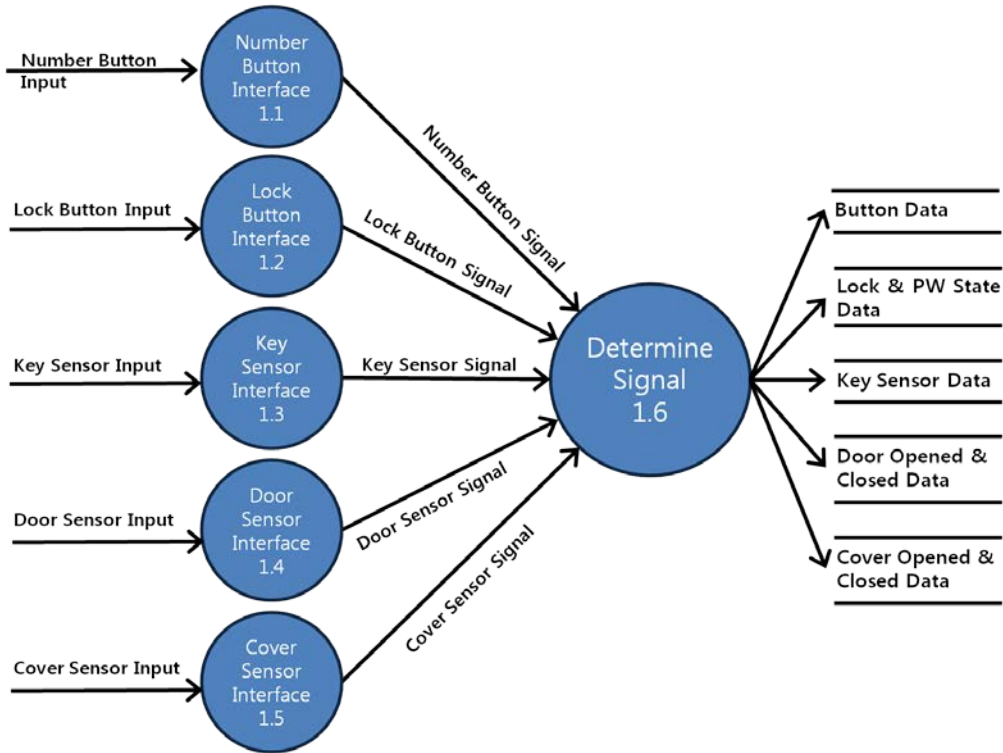 Number Button
Input
Number
Button
Interface
1.1
Number Button Signal
Lock Button Input
Lock
Button
Interface
1.2
Lock Button Signal
Key Sensor Input
Key
Sensor
Interface
1.3
Key Sensor Signal
Door Sensor Input
Door
Sensor
Interface
1.4
Door Sensor Signal
Cover Sensor Input
Cover
Sensor
Interface
1.5
Cover Sensor Signal
Determine
Signal
1.6
Button Data
Lock & PW State
Data
Key Sensor Data
Door Opened &
Closed Data
Cover Opened &
Closed Data